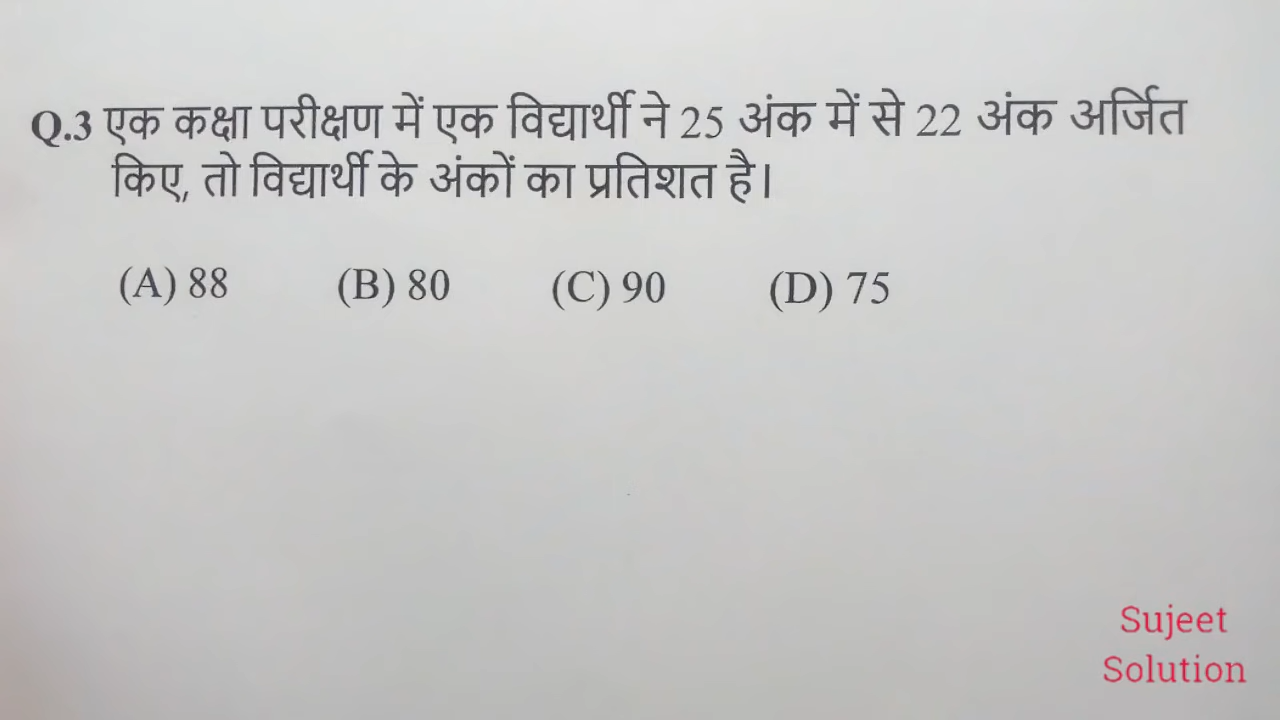 Q.3 एक कक्षा परीक्षण में एक विद्यार्थी ने 25 अंक में से 22 अंक अर्जित
किए, तो विद्यार्थी के अंकों का प्रतिशत है।
(A) 88 (B) 80 (C) 90 (D) 75
Sujeet
Solution